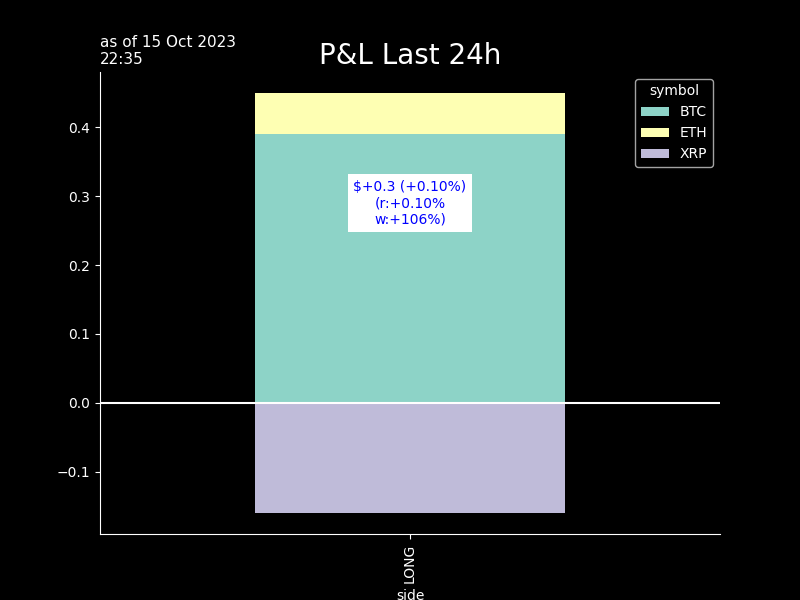 as of 15 Oct 2023
22:35
P&L Last 24h
symbol
BTC
ETH
XRP
0.4
0.3
0.2
0.1
0.0
−0.1
$+0.3 (+0.10%)
(r:+0.10%
w:+106%)
LONG
side